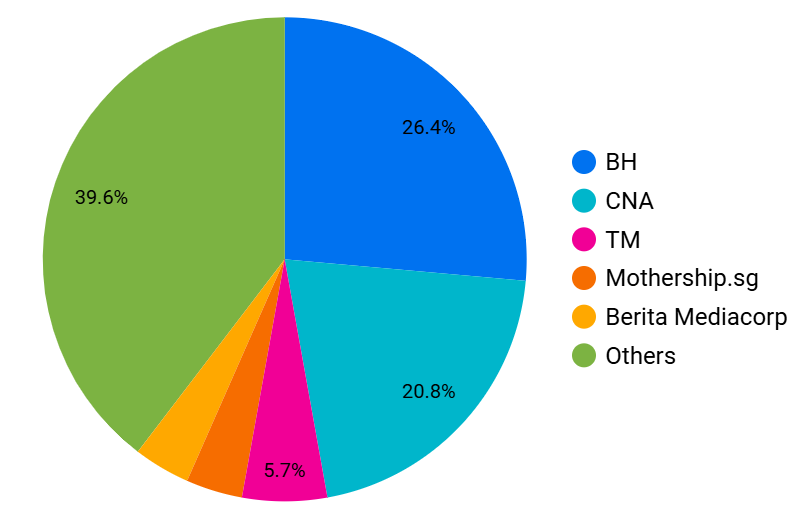 26.4%
39.6%
20.8%
5.7%
BH
CNA
TM
Mothership.sg
Berita Mediacorp
Others